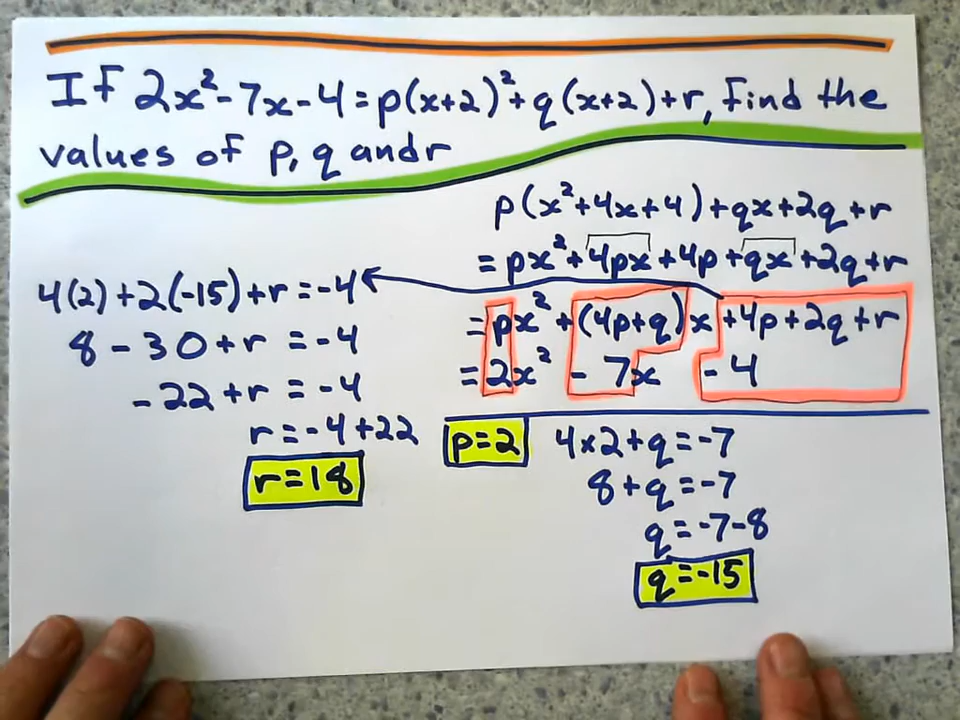 If 2x²-7x-4=p(x+2)²+q(x+2)+r, find the
values of p, q and r
p(x²+4x+4)+qx+2q+r
=px²+4px+4p+qx+2q+r
=px²+(4p+q)x+4p+2q+r
=2x²-7x-4
p=2
4×2+q=-7
8+q=-7
q=-7-8
q=-15
4(2)+2(-15)+r=-4
8-30+r=-4
-22+r=-4
r=-4+22
r=18